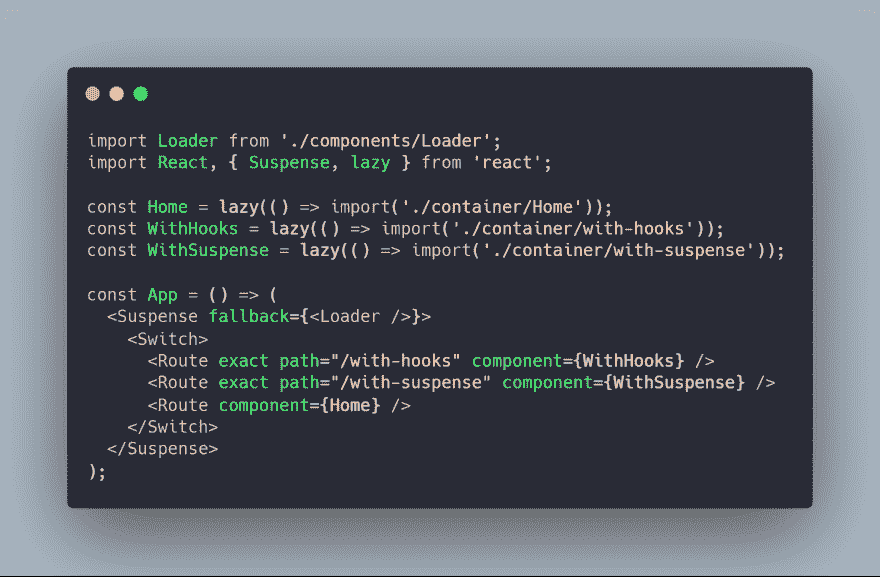 import Loader from './components/Loader';
import React, { Suspense, lazy } from 'react';
const Home = lazy(() => import('./container/Home'));
const WithHooks = lazy(() => import('./container/with-hooks'));
const WithSuspense = lazy(() => import('./container/with-suspense'));
const App = () => (
  <Suspense fallback={<Loader />}>
    <Switch>
      <Route exact path="/with-hooks" component={WithHooks} />
      <Route exact path="/with-suspense" component={WithSuspense} />
      <Route component={Home} />
    </Switch>
  </Suspense>
);